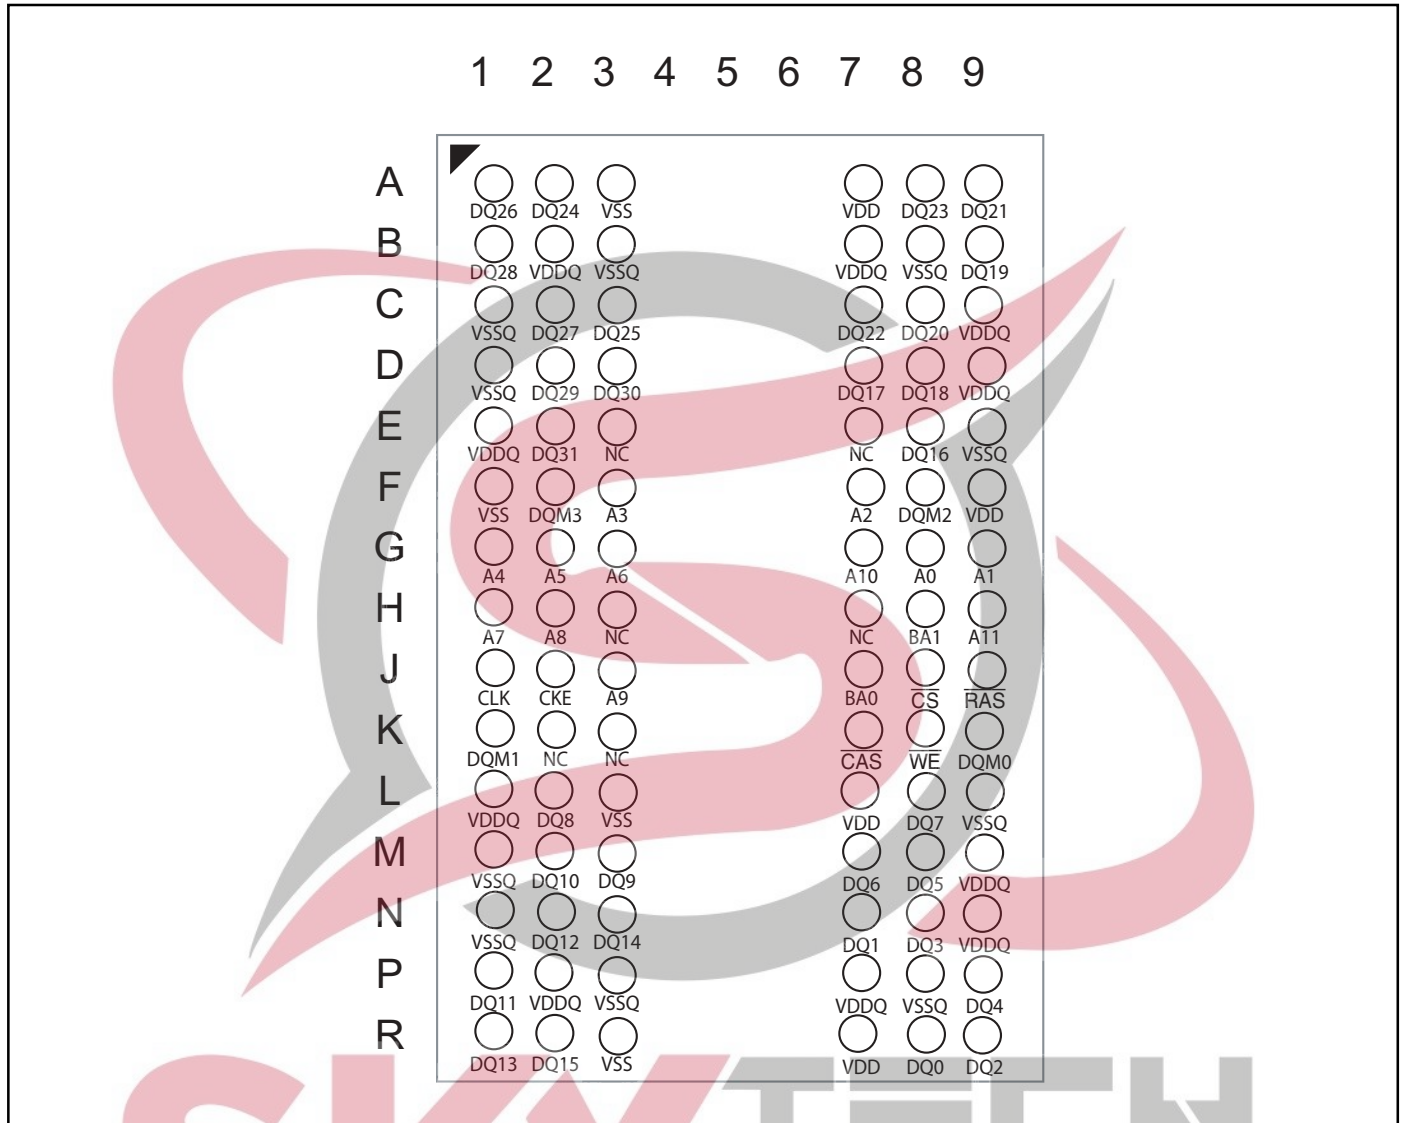 1 2 3 4 5 6 7 8 9
A
DQ26 DQ24 VSS VDD DQ23 DQ21
B
DQ28 VDDQ VSSQ VDDQ VSSQ DQ19
C
VSSQ DQ27 DQ25 DQ22 DQ20 VDDQ
D
VSSQ DQ29 DQ30 DQ17 DQ18 VDDQ
E
VDDQ DQ31 NC NC DQ16 VSSQ
F
VSS DQM3 A3 A2 DQM2 VDD
G
A4 A5 A6 A10 A0 A1
H
A7 A8 NC NC BA1 A11
J
CLK CKE A9 BA0 C̅S̅ R̅A̅S̅
K
DQM1 NC NC C̅A̅S̅ W̅E̅ DQM0
L
VDDQ DQ8 VSS VDD DQ7 VSSQ
M
VSSQ DQ10 DQ9 DQ6 DQ5 VDDQ
N
VSSQ DQ12 DQ14 DQ1 DQ3 VDDQ
P
DQ11 VDDQ VSSQ VDDQ VSSQ DQ4
R
DQ13 DQ15 VSS VDD DQ0 DQ2
SKYTECH